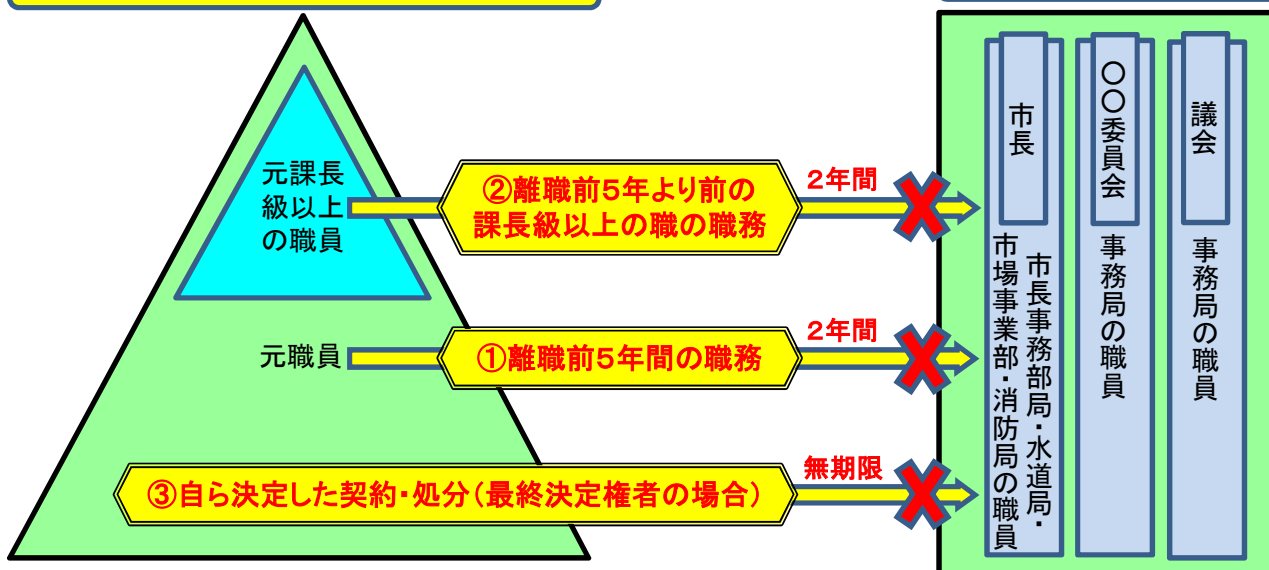 元課長
級以上
の職員
②離職前５年より前の
課長級以上の職の職務
２年間
元職員
①離職前５年間の職務
２年間
③自ら決定した契約・処分（最終決定権者の場合）
無期限
市長
市長事務部局・水道局・
市場事業部・消防局の職員
〇〇委員会
事務局の職員
議会
事務局の職員